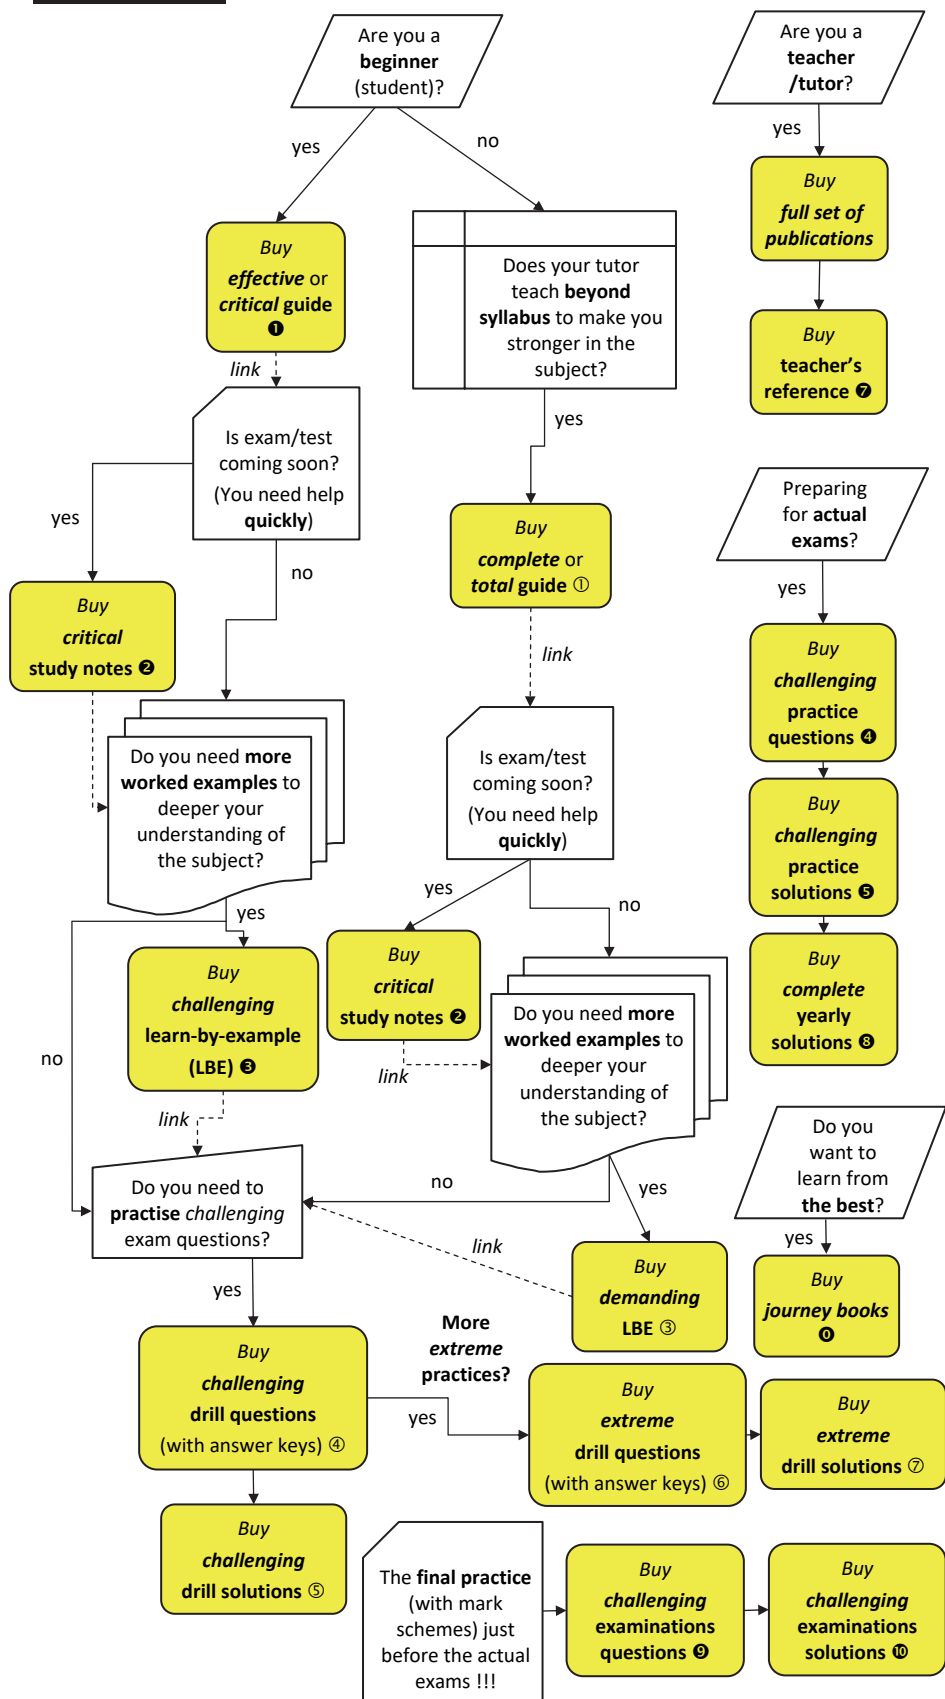 Are you a
beginner
(student)?
yes
no
Buy
effective or
critical guide
❶
link
Is exam/test
coming soon?
(You need help
quickly)
yes
no
Buy
critical
study notes ❷
Do you need more
worked examples to
deeper your
understanding of
the subject?
yes
no
Buy
challenging
learn-by-example
(LBE) ❸
link
Do you need to
practise challenging
exam questions?
yes
Buy
challenging
drill questions
(with answer keys) ④
Buy
challenging
drill solutions ⑤
Does your tutor
teach beyond
syllabus to make you
stronger in the
subject?
yes
Buy
complete or
total guide ①
link
Is exam/test
coming soon?
(You need help
quickly)
yes
no
Buy
critical
study notes ❷
link
Do you need more
worked examples to
deeper your
understanding of
the subject?
no
yes
link
Buy
demanding
LBE ③
More
extreme
practices?
yes
Buy
extreme
drill questions
(with answer keys) ⑥
Buy
extreme
drill solutions ⑦
The final practice
(with mark
schemes) just
before the actual
exams !!!
Buy
challenging
examinations
questions ❾
Buy
challenging
examinations
solutions ❿
Are you a
teacher
/tutor?
yes
Buy
full set of
publications
Buy
teacher's
reference ❼
Preparing
for actual
exams?
yes
Buy
challenging
practice
questions ❹
Buy
challenging
practice
solutions ❺
Buy
complete
yearly
solutions ❽
Do you
want to
learn from
the best?
yes
Buy
journey books
⓿